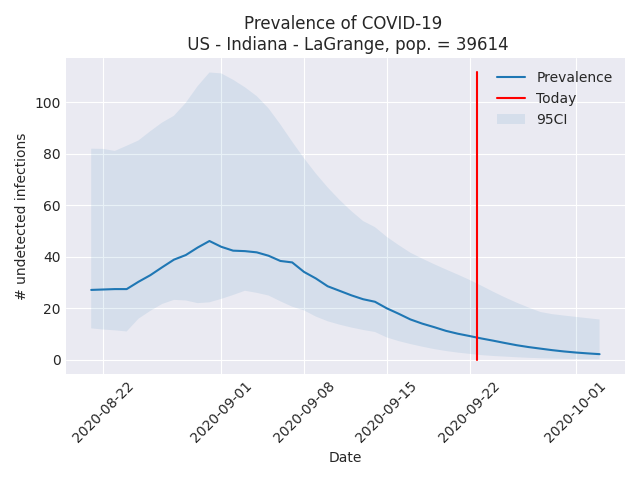 Prevalence of COVID-19
US - Indiana - LaGrange, pop. = 39614
Prevalence
Today
95CI
# undetected infections
100
80
60
40
20
0
2020-08-22
2020-09-01
2020-09-08
2020-09-15
2020-09-22
2020-10-01
Date